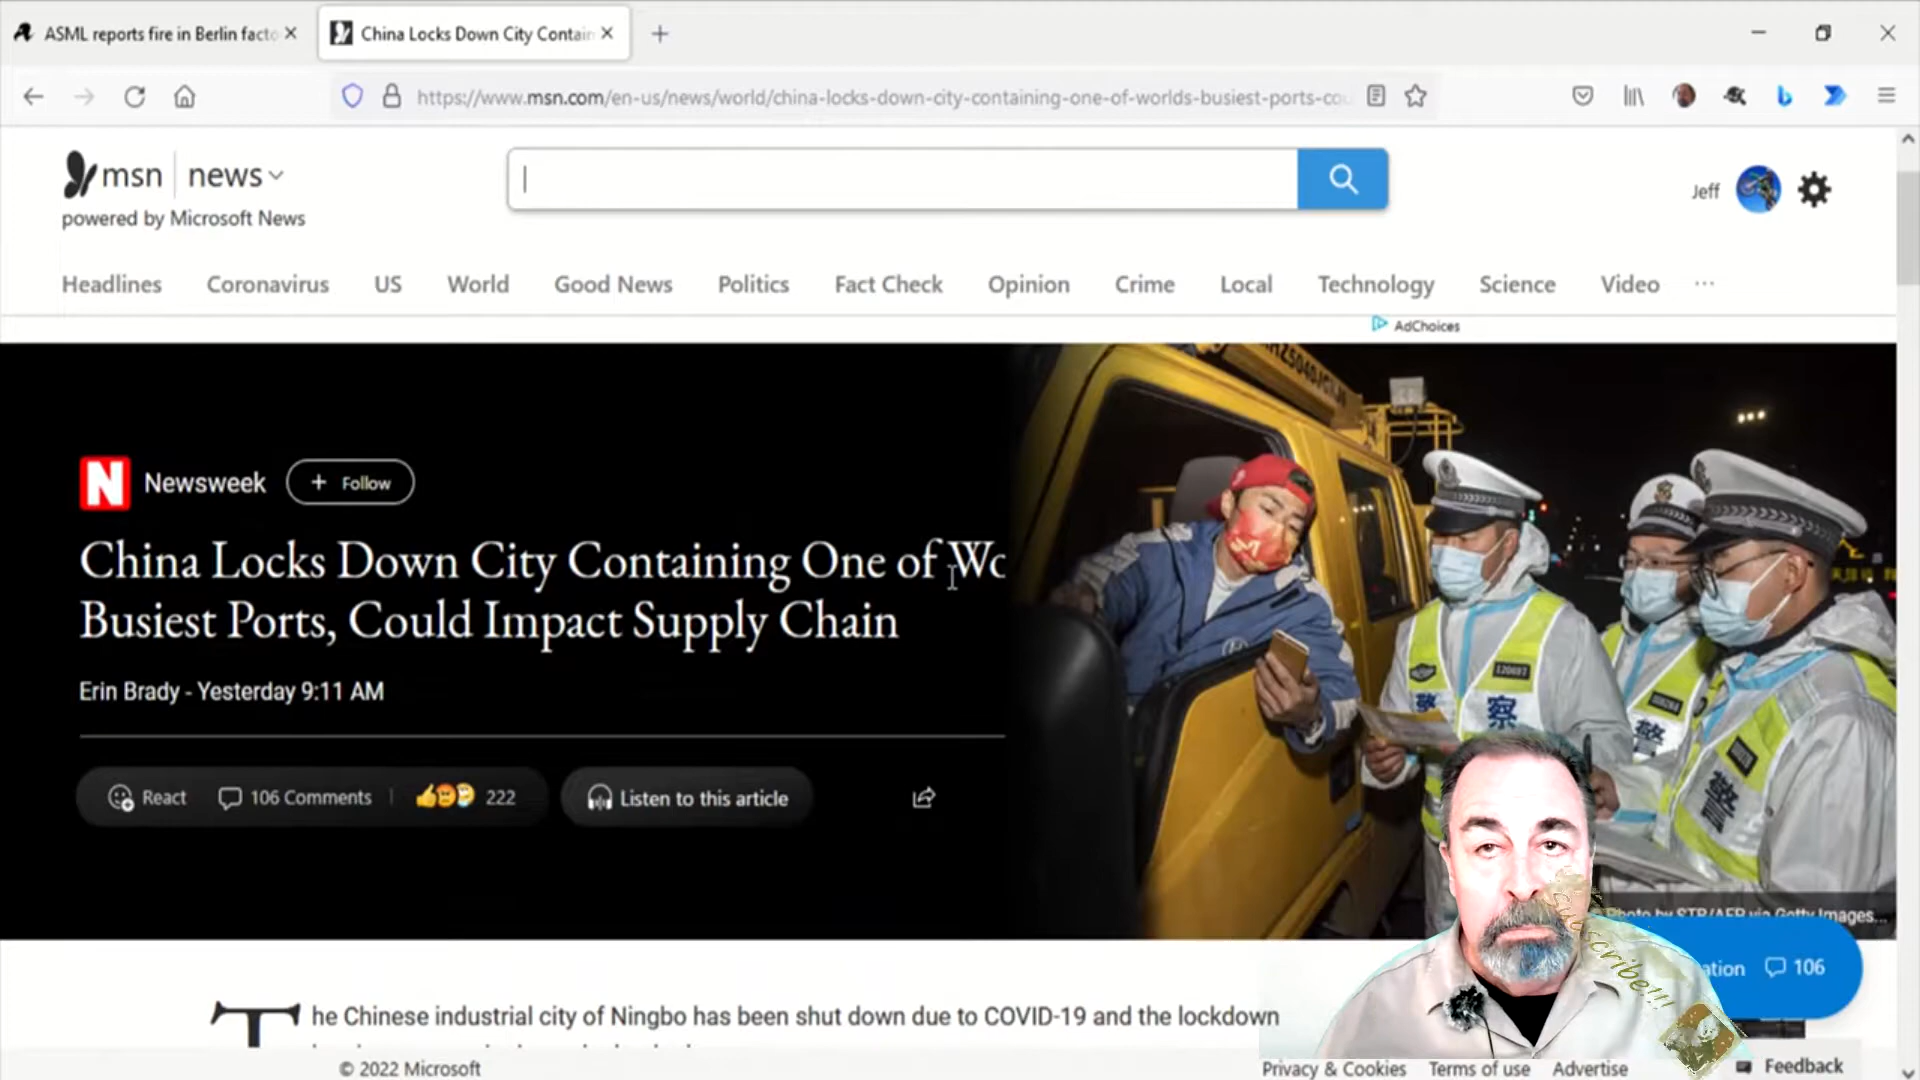 ASML reports fire in Berlin facto
China Locks Down City Contain
https://www.msn.com/en-us/news/world/china-locks-down-city-containing-one-of-worlds-busiest-ports-cou
msn news
powered by Microsoft News
Jeff
Headlines Coronavirus US World Good News Politics Fact Check Opinion Crime Local Technology Science Video ...
AdChoices
N Newsweek + Follow
China Locks Down City Containing One of Wo
Busiest Ports, Could Impact Supply Chain
Erin Brady - Yesterday 9:11 AM
React 106 Comments 222 Listen to this article
警 察
警
警
Photo by STR/AFP via Getty Images...
ation 106
Subscribe!!!
The Chinese industrial city of Ningbo has been shut down due to COVID-19 and the lockdown
© 2022 Microsoft Privacy & Cookies Terms of use Advertise Feedback